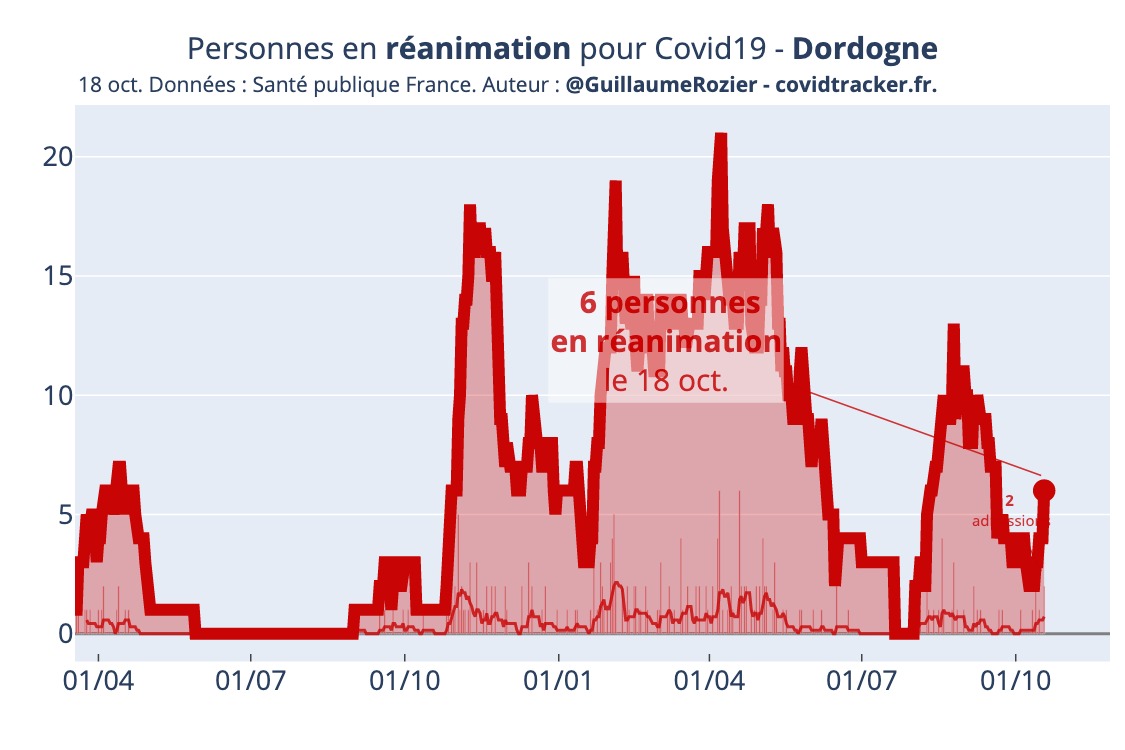 Personnes en réanimation pour Covid19 - Dordogne
18 oct. Données : Santé publique France. Auteur : @GuillaumeRozier - covidtracker.fr.
20
15
10
5
0
6 personnes
en réanimation
le 18 oct.
2
admissions
01/04
01/07
01/10
01/01
01/04
01/07
01/10